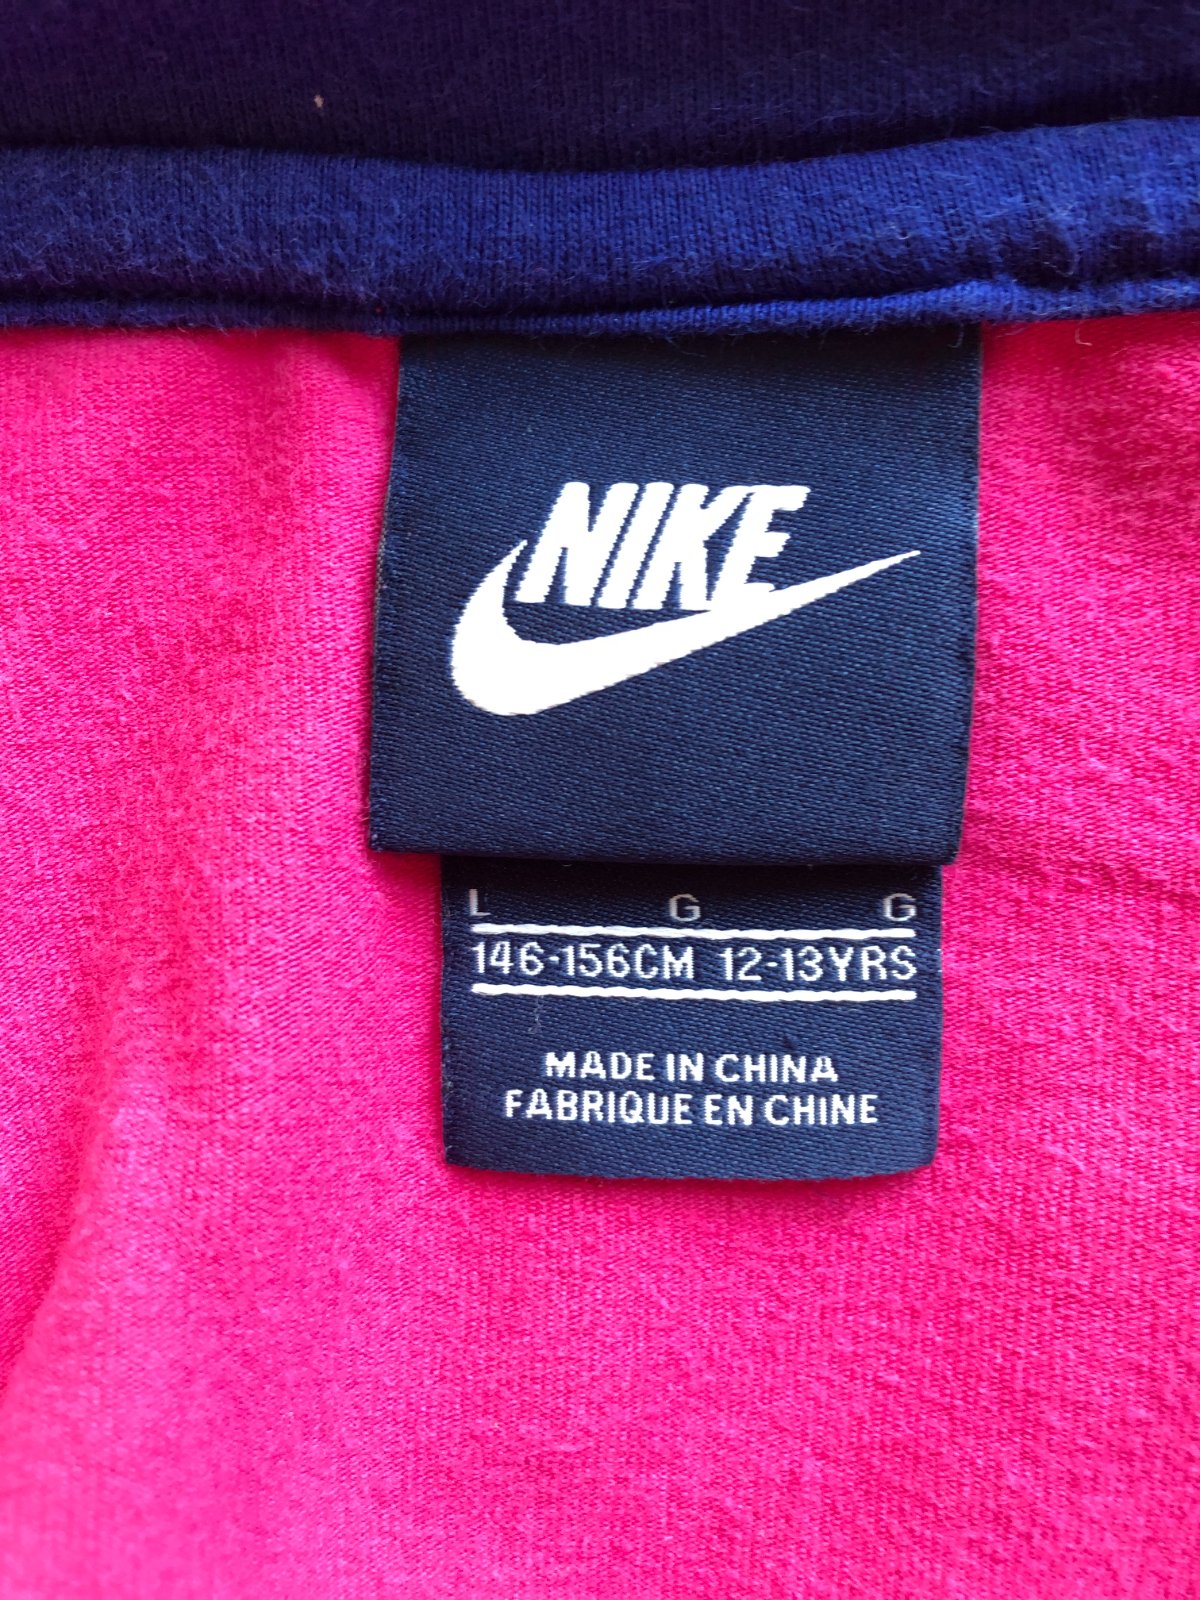 NIKE
L G G
146-156CM 12-13YRS
MADE IN CHINA
FABRIQUE EN CHINE